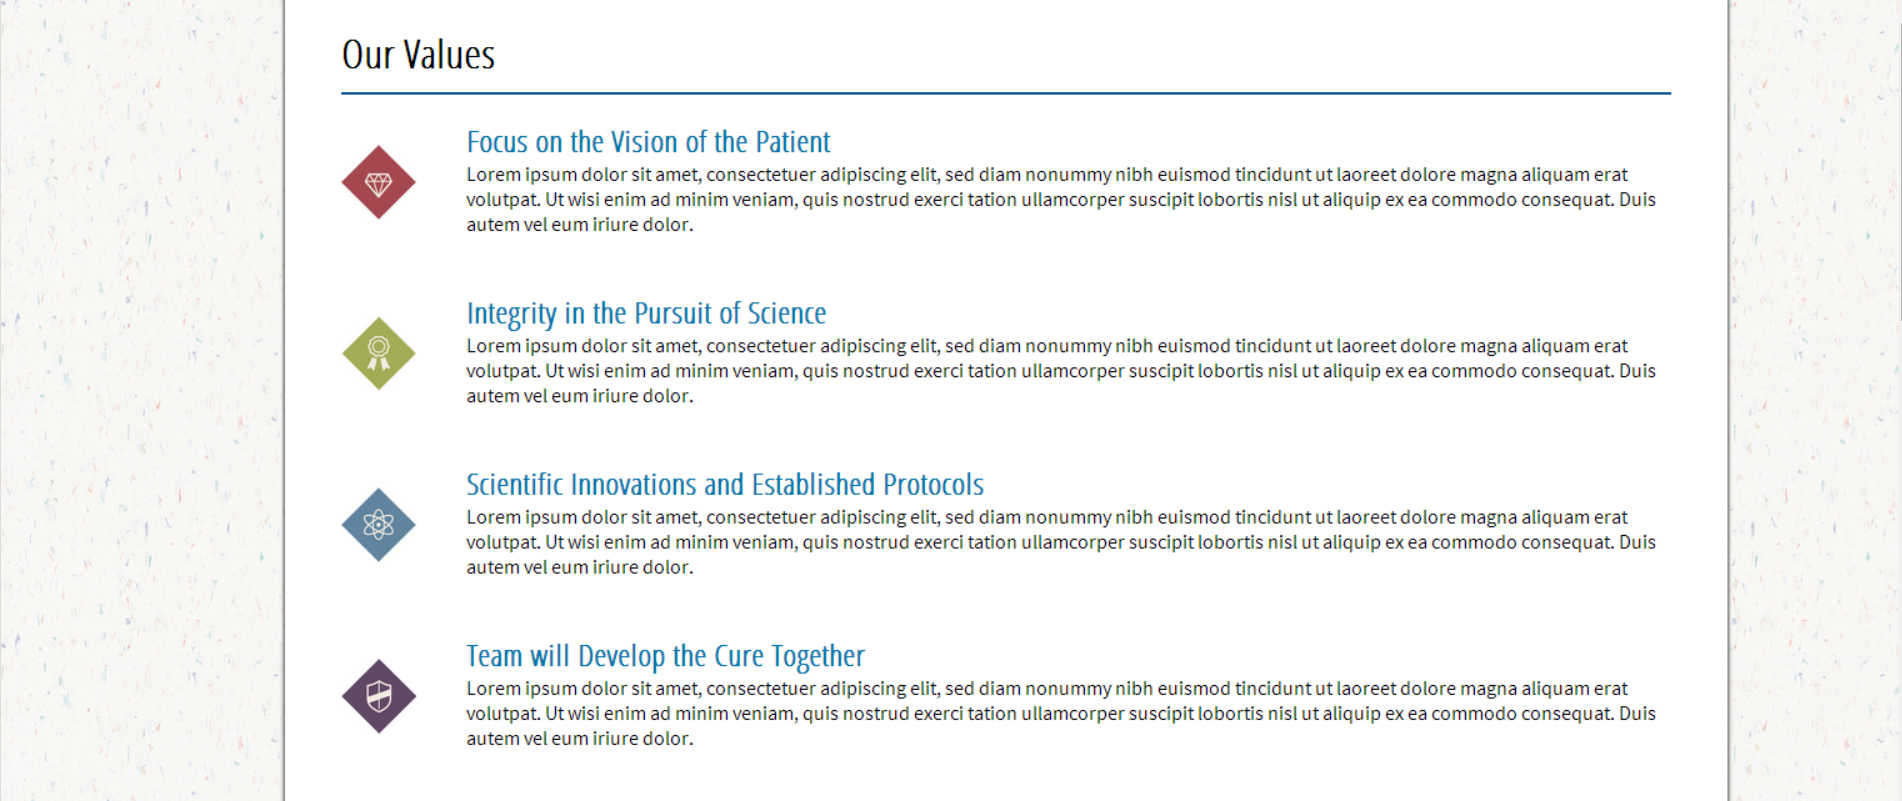 Our Values
Focus on the Vision of the Patient
Lorem ipsum dolor sit amet, consectetuer adipiscing elit, sed diam nonummy nibh euismod tincidunt ut laoreet dolore magna aliquam erat
volutpat. Ut wisi enim ad minim veniam, quis nostrud exerci tation ullamcorper suscipit lobortis nisl ut aliquip ex ea commodo consequat. Duis
autem vel eum iriure dolor.
Integrity in the Pursuit of Science
Lorem ipsum dolor sit amet, consectetuer adipiscing elit, sed diam nonummy nibh euismod tincidunt ut laoreet dolore magna aliquam erat
volutpat. Ut wisi enim ad minim veniam, quis nostrud exerci tation ullamcorper suscipit lobortis nisl ut aliquip ex ea commodo consequat. Duis
autem vel eum iriure dolor.
Scientific Innovations and Established Protocols
Lorem ipsum dolor sit amet, consectetuer adipiscing elit, sed diam nonummy nibh euismod tincidunt ut laoreet dolore magna aliquam erat
volutpat. Ut wisi enim ad minim veniam, quis nostrud exerci tation ullamcorper suscipit lobortis nisl ut aliquip ex ea commodo consequat. Duis
autem vel eum iriure dolor.
Team will Develop the Cure Together
Lorem ipsum dolor sit amet, consectetuer adipiscing elit, sed diam nonummy nibh euismod tincidunt ut laoreet dolore magna aliquam erat
volutpat. Ut wisi enim ad minim veniam, quis nostrud exerci tation ullamcorper suscipit lobortis nisl ut aliquip ex ea commodo consequat. Duis
autem vel eum iriure dolor.